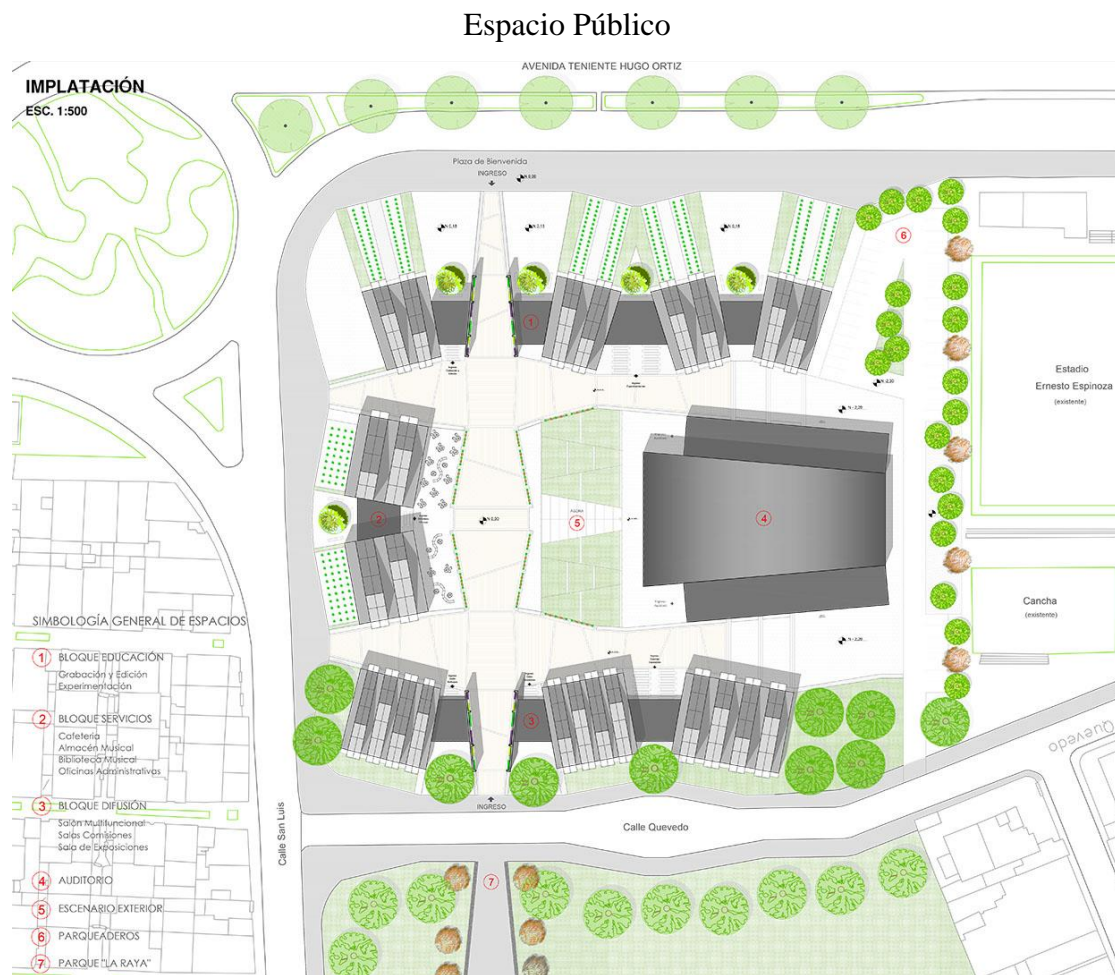 Espacio Público
AVENIDA TENIENTE HUGO ORTIZ
IMPLATACIÓN
ESC. 1:500
Plaza de Bienvenida
INGRESO
6
1
Estadio
Ernesto Espinoza
(existente)
2
5
4
Cancha
(existente)
SIMBOLOGÍA GENERAL DE ESPACIOS
1 BLOQUE EDUCACIÓN
Grabación y Edición
Experimentación
2 BLOQUE SERVICIOS
Cafetería
Almacén Musical
Biblioteca Musical
Oficinas Administrativas
3 BLOQUE DIFUSIÓN
Salón Multifuncional
Salas Comisiones
Sala de Exposiciones
4 AUDITORIO
5 ESCENARIO EXTERIOR
6 PARQUEADEROS
7 PARQUE "LA RAYA"
3
Quevedo
INGRESO
Calle Quevedo
Calle San Luis
7